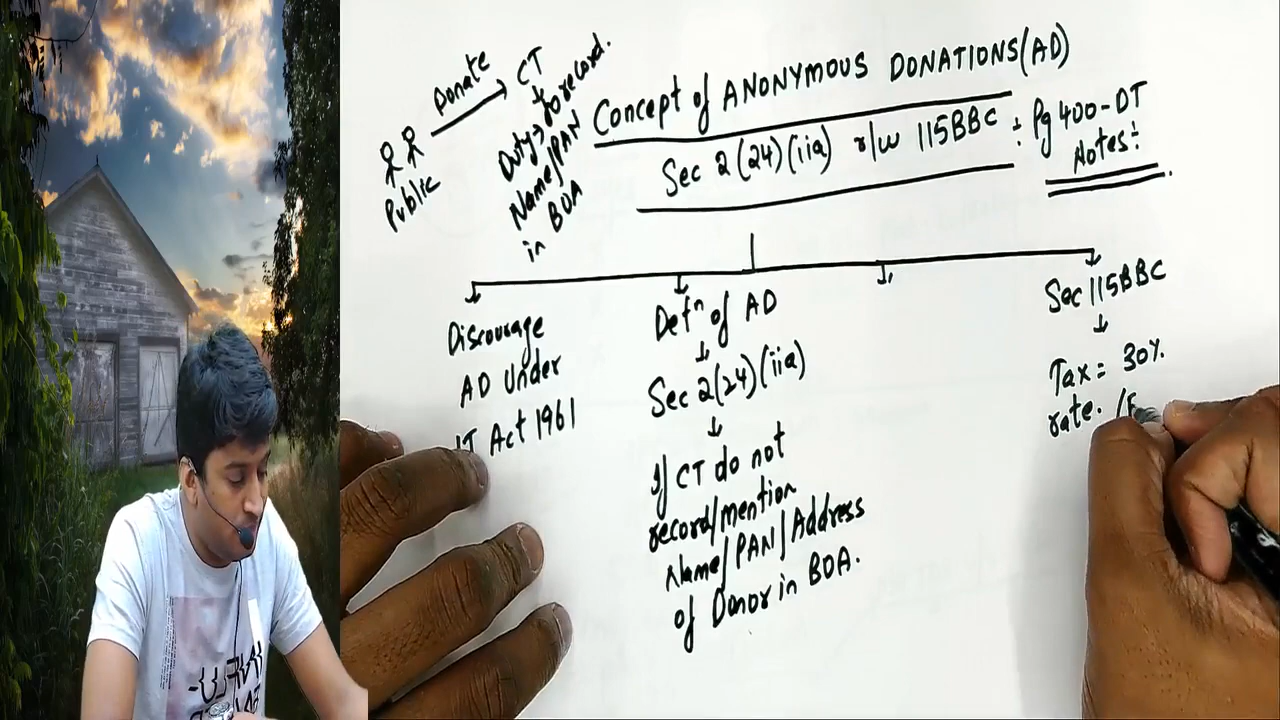 Donate
CT
Public
Duty→ to record
Name/PAN
in BOA
Concept of ANONYMOUS DONATIONS(AD)
Sec 2(24)(iia) r/w 115BBC : Pg 400-DT
Notes:
Discourage
AD Under
IT Act 1961
Defⁿ of AD
Sec 2(24)(iia)
If CT do not
record/mention
Name/PAN/Address
of Donor in BOA.
Sec 115BBC
Tax = 30%
rate.